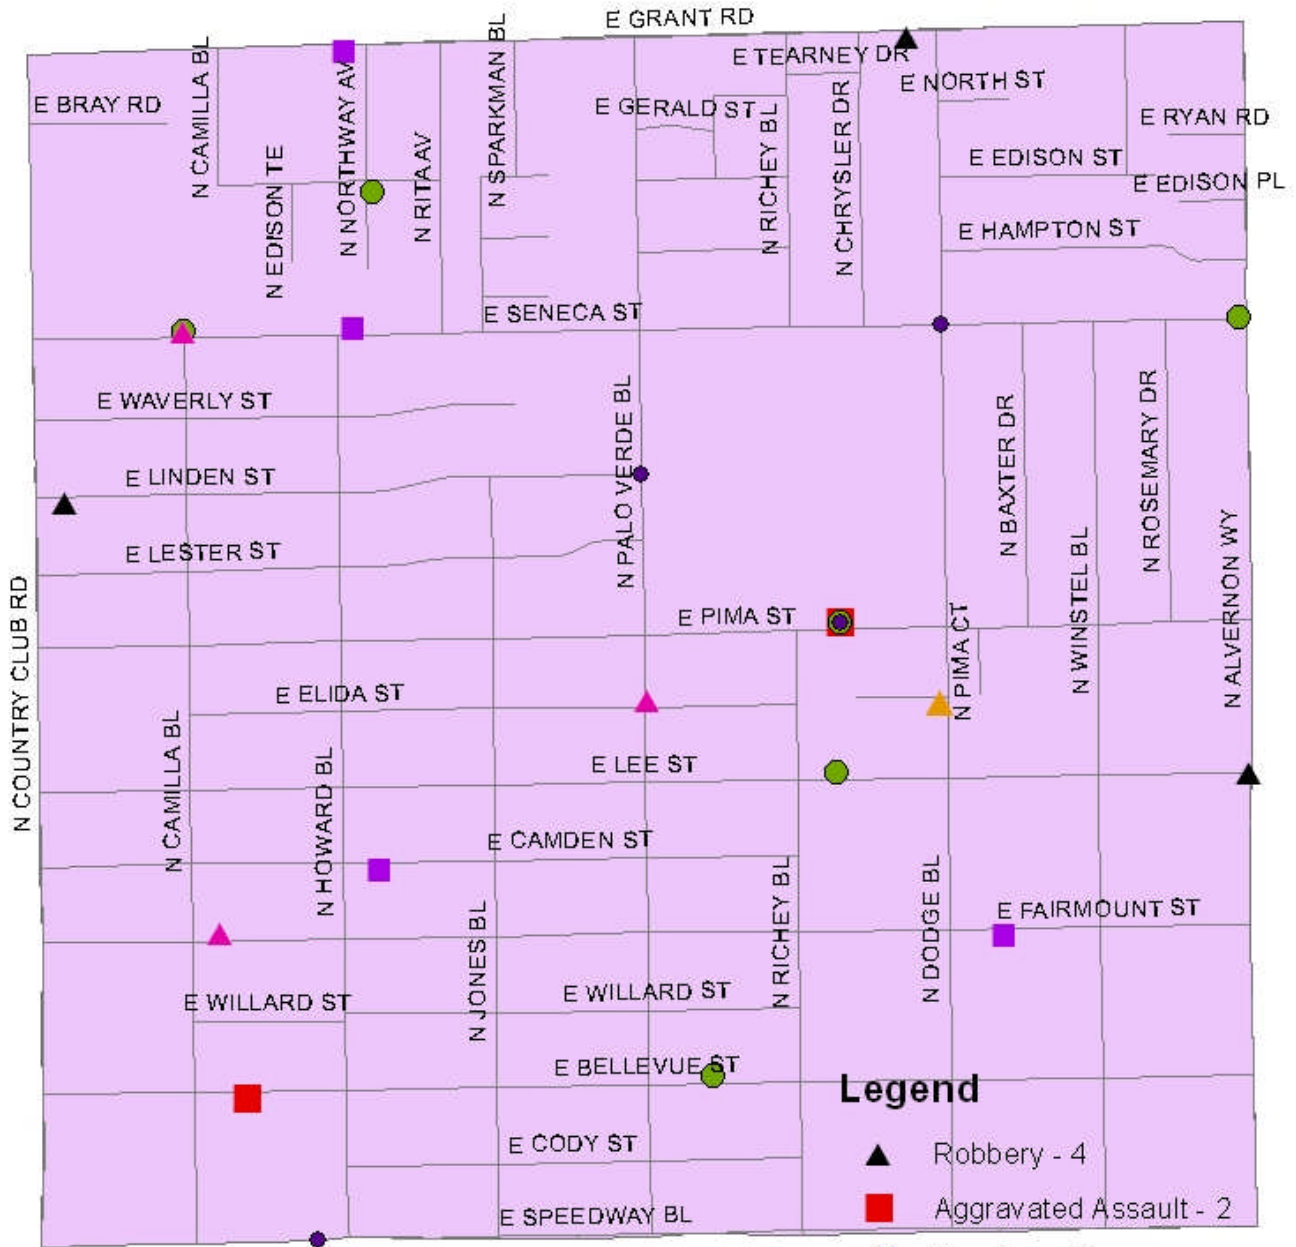 E GRANT RD
E TEARNEY DR
E BRAY RD
N CAMILLA BL
N NORTHWAY AV
N SPARKMAN BL
E GERALD ST
E NORTH ST
E RYAN RD
N EDISON TE
N RITA AV
N RICHEY BL
N CHRYSLER DR
E EDISON ST
E EDISON PL
E HAMPTON ST
E SENECA ST
E WAVERLY ST
N PALO VERDE BL
N BAXTER DR
N ROSEMARY DR
E LINDEN ST
E LESTER ST
N COUNTRY CLUB RD
E PIMA ST
N PIMA CT
N WINSTEL BL
N ALVERNON WY
E ELIDA ST
E LEE ST
N CAMILLA BL
N HOWARD BL
E CAMDEN ST
N JONES BL
N RICHEY BL
N DODGE BL
E FAIRMOUNT ST
E WILLARD ST
E WILLARD ST
E BELLEVUE ST
Legend
E CODY ST
Robbery - 4
E SPEEDWAY BL
Aggravated Assault - 2